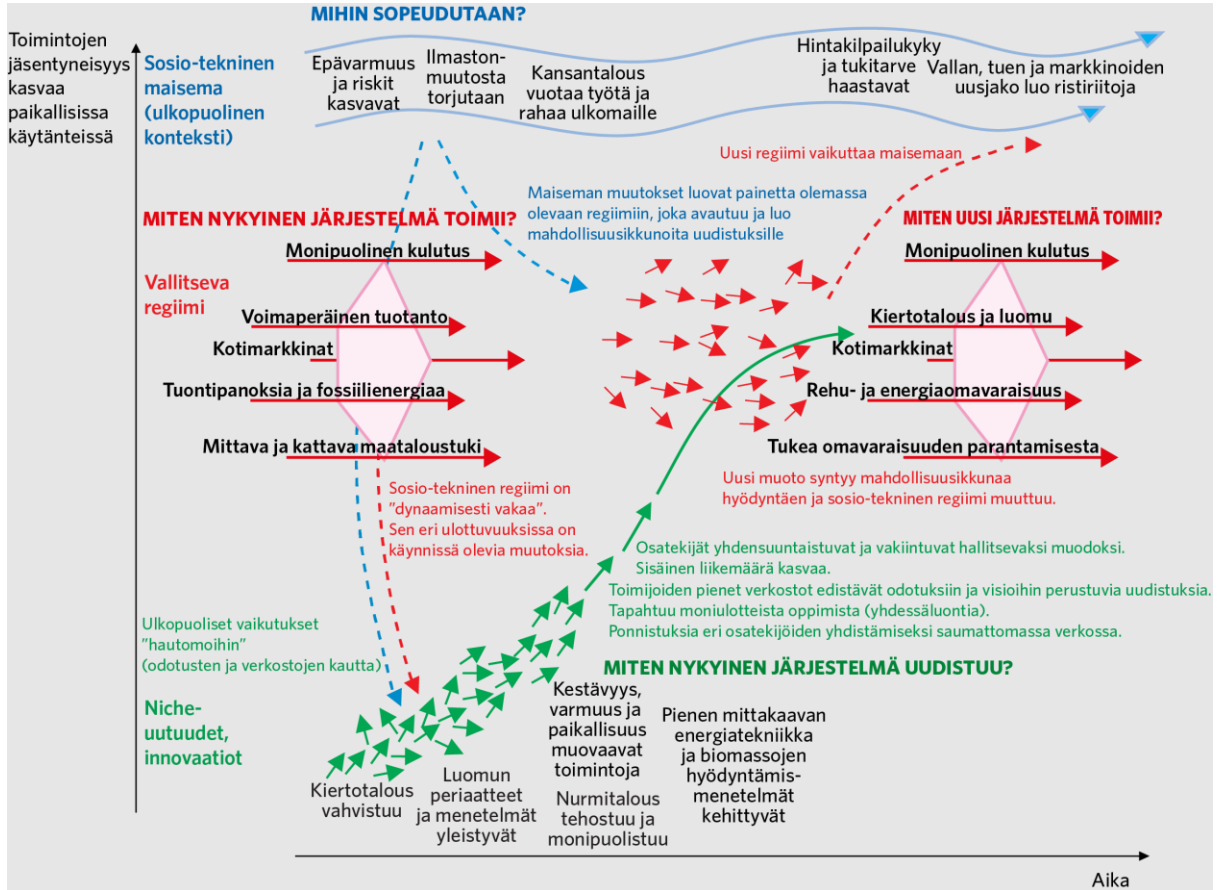 MIHIN SOPEUDUTAAN?
Toimintojen
jäsentyneisyys
kasvaa
paikallisissa
käytänteissä
Sosio-tekninen
maisema
(ulkopuolinen
konteksti)
Epävarmuus
ja riskit
kasvavat
Ilmaston-
muutosta
torjutaan
Kansantalous
vuotaa työtä ja
rahaa ulkomaille
Hintakilpailukyky
ja tukitarve
haastavat
Vallan, tuen ja markkinoiden
uusjako luo ristiriitoja
Uusi regiimi vaikuttaa maisemaan
Maiseman muutokset luovat painetta olemassa
olevaan regiimiin, joka avautuu ja luo
mahdollisuusikkunoita uudistuksille
MITEN NYKYINEN JÄRJESTELMÄ TOIMII?
Vallitseva
regiimi
Monipuolinen kulutus
Voimaperäinen tuotanto
Kotimarkkinat
Tuontipanoksia ja fossiilienergiaa
Mittava ja kattava maataloustuki
MITEN UUSI JÄRJESTELMÄ TOIMII?
Monipuolinen kulutus
Kiertotalous ja luomu
Kotimarkkinat
Rehu- ja energiaomavaraisuus
Tukea omavaraisuuden parantamisesta
Sosio-tekninen regiimi on
"dynaamisesti vakaa".
Sen eri ulottuvuuksissa on
käynnissä olevia muutoksia.
Uusi muoto syntyy mahdollisuusikkunaa
hyödyntäen ja sosio-tekninen regiimi muuttuu.
Osatekijät yhdensuuntaistuvat ja vakiintuvat hallitsevaksi muodoksi.
Sisäinen liikemäärä kasvaa.
Toimijoiden pienet verkostot edistävät odotuksiin ja visioihin perustuvia uudistuksia.
Tapahtuu moniulotteista oppimista (yhdessäluontia).
Ponnistuksia eri osatekijöiden yhdistämiseksi saumattomassa verkossa.
Ulkopuoliset vaikutukset
"hautomoihin"
(odotusten ja verkostojen kautta)
MITEN NYKYINEN JÄRJESTELMÄ UUDISTUU?
Niche-
uutuudet,
innovaatiot
Kiertotalous
vahvistuu
Luomun
periaatteet
ja menetelmät
yleistyvät
Kestävyys,
varmuus ja
paikallisuus
muovaavat
toimintoja
Nurmitalous
tehostuu ja
monipuolistuu
Pienen mittakaavan
energiatekniikka
ja biomassojen
hyödyntämis-
menetelmät
kehittyvät
Aika